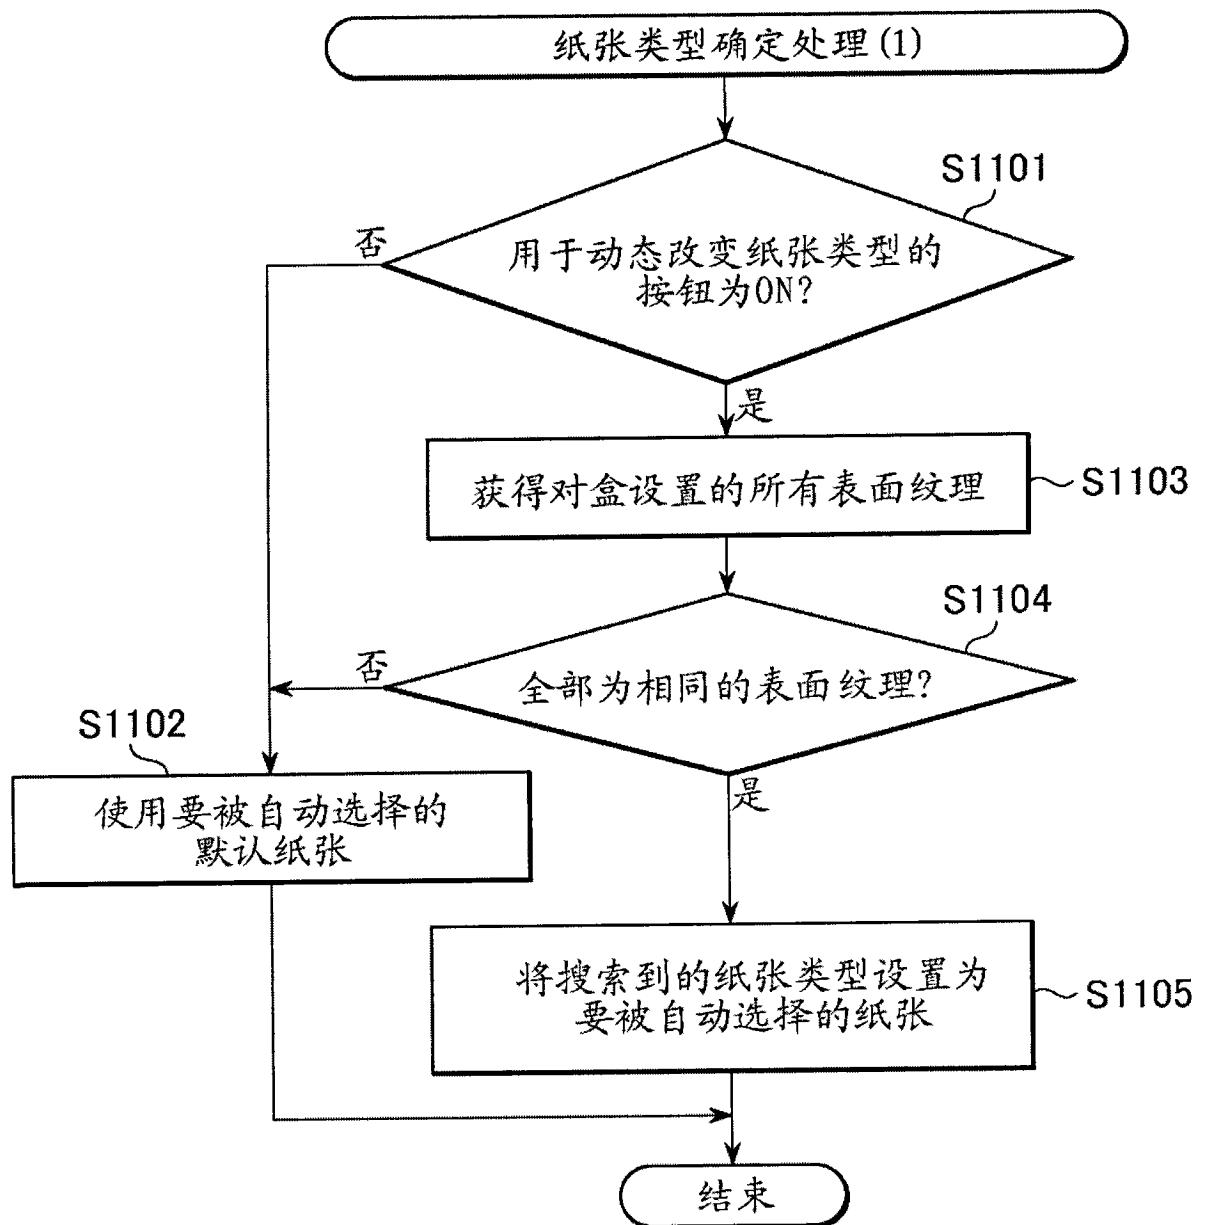 纸张类型确定处理(1)
S1101
否
用于动态改变纸张类型的
按钮为ON?
是
获得对盒设置的所有表面纹理
S1103
S1104
否
全部为相同的表面纹理?
S1102
是
使用要被自动选择的
默认纸张
将搜索到的纸张类型设置为
要被自动选择的纸张
S1105
结束